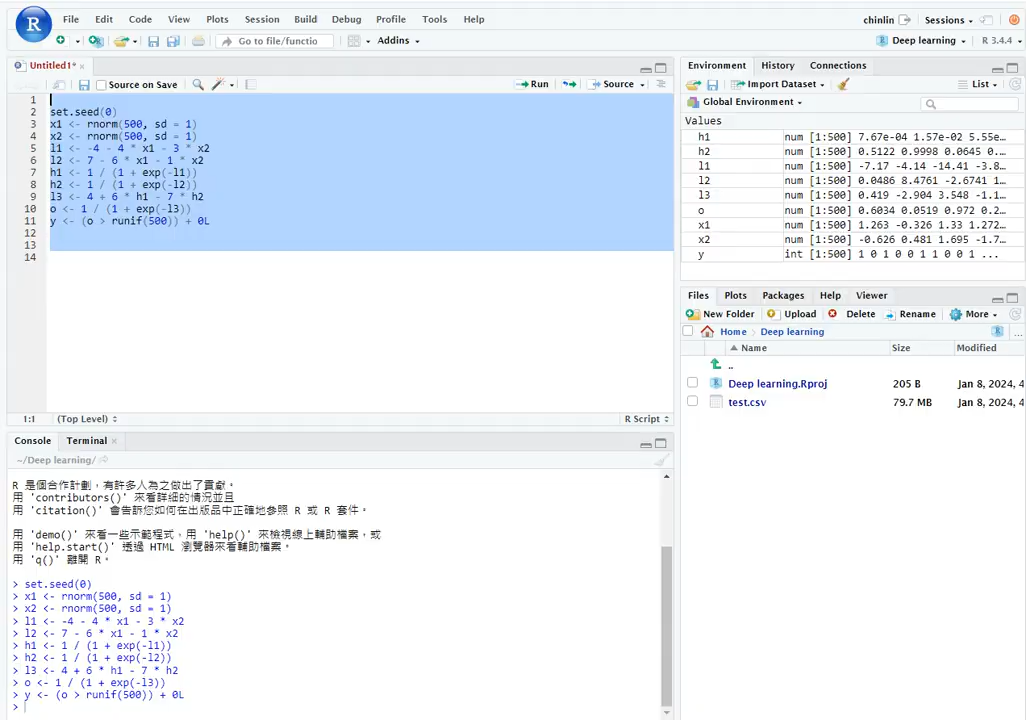 R
File Edit Code View Plots Session Build Debug Profile Tools Help
chinlin Sessions
Go to file/functio Addins
Deep learning R 3.4.4
Untitled1*
Source on Save Run Source
1
2 set.seed(0)
3 x1 <- rnorm(500, sd = 1)
4 x2 <- rnorm(500, sd = 1)
5 l1 <- -4 - 4 * x1 - 3 * x2
6 l2 <- 7 - 6 * x1 - 1 * x2
7 h1 <- 1 / (1 + exp(-l1))
8 h2 <- 1 / (1 + exp(-l2))
9 l3 <- 4 + 6 * h1 - 7 * h2
10 o <- 1 / (1 + exp(-l3))
11 y <- (o > runif(500)) + 0L
12
13
14
1:1 (Top Level) R Script
Console Terminal
~/Deep learning/
R 是個合作計劃，有許多人為之做出了貢獻。
用 'contributors()' 來看詳細的情況並且
用 'citation()' 會告訴您如何在出版品中正確地參照 R 或 R 套件。
用 'demo()' 來看一些示範程式，用 'help()' 來檢視線上輔助檔案，或
用 'help.start()' 透過 HTML 瀏覽器來看輔助檔案。
用 'q()' 離開 R。
> set.seed(0)
> x1 <- rnorm(500, sd = 1)
> x2 <- rnorm(500, sd = 1)
> l1 <- -4 - 4 * x1 - 3 * x2
> l2 <- 7 - 6 * x1 - 1 * x2
> h1 <- 1 / (1 + exp(-l1))
> h2 <- 1 / (1 + exp(-l2))
> l3 <- 4 + 6 * h1 - 7 * h2
> o <- 1 / (1 + exp(-l3))
> y <- (o > runif(500)) + 0L
>
Environment History Connections
Import Dataset List
Global Environment
Values
h1 num [1:500] 7.67e-04 1.57e-02 5.55e…
h2 num [1:500] 0.5122 0.9998 0.0645 0.…
l1 num [1:500] -7.17 -4.14 -14.41 -3.8…
l2 num [1:500] 0.0486 8.4761 -2.6741 1…
l3 num [1:500] 0.419 -2.904 3.548 -1.1…
o num [1:500] 0.6034 0.0519 0.972 0.2…
x1 num [1:500] 1.263 -0.326 1.33 1.272…
x2 num [1:500] -0.626 0.481 1.695 -1.7…
y int [1:500] 1 0 1 0 0 1 1 0 0 1 ...
Files Plots Packages Help Viewer
New Folder Upload Delete Rename More
Home Deep learning ...
Name Size Modified
..
Deep learning.Rproj 205 B Jan 8, 2024, 4
test.csv 79.7 MB Jan 8, 2024, 4